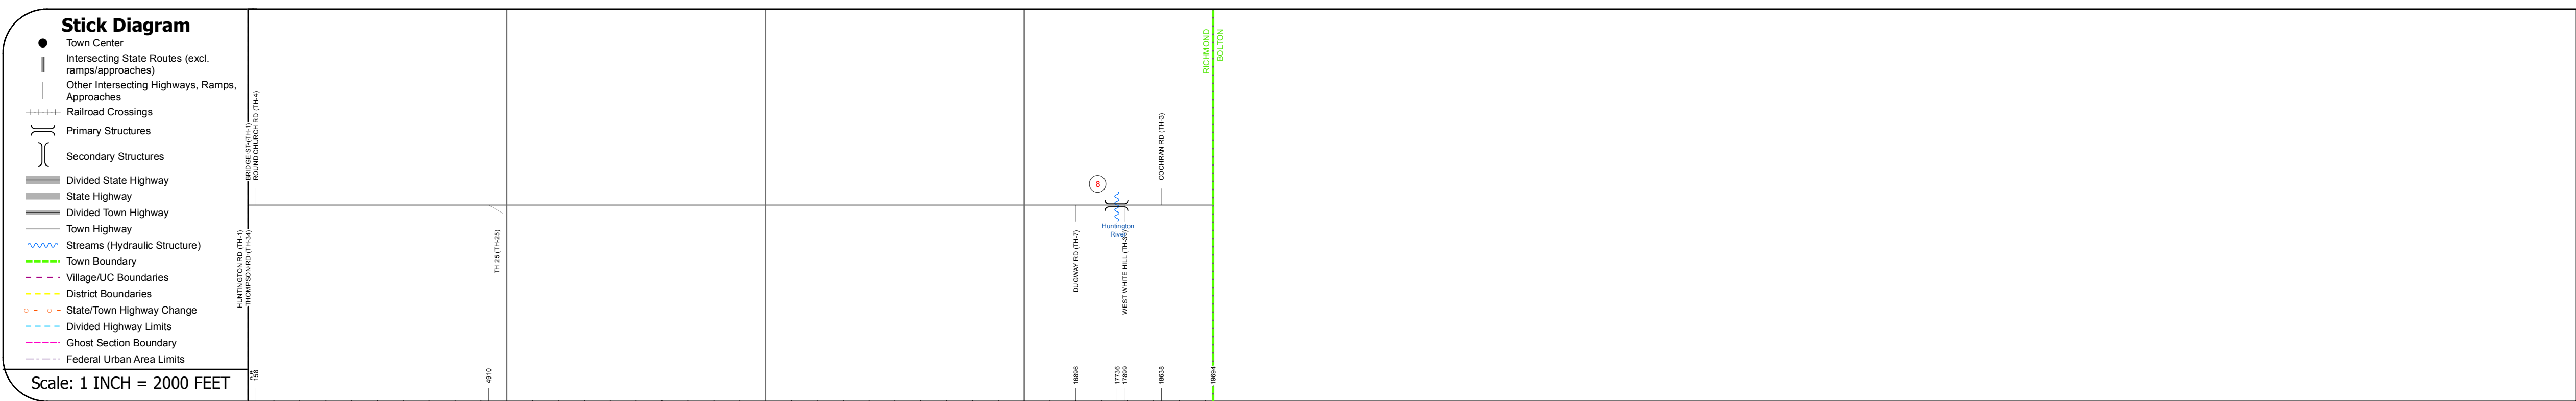 Stick Diagram
Town Center
Intersecting State Routes (excl.
ramps/approaches)
Other Intersecting Highways, Ramps,
Approaches
Railroad Crossings
Primary Structures
Secondary Structures
Divided State Highway
State Highway
Divided Town Highway
Town Highway
Streams (Hydraulic Structure)
Town Boundary
Village/UC Boundaries
District Boundaries
State/Town Highway Change
Divided Highway Limits
Ghost Section Boundary
Federal Urban Area Limits
Scale: 1 INCH = 2000 FEET
BRIDGE ST (TH-1)
ROUND CHURCH RD (TH-4)
HUNTINGTON RD (TH-1)
THOMPSON RD (TH-34)
158
TH 25 (TH-25)
4910
DUGWAY RD (TH-7)
16896
8
Huntington
River
17736
WEST WHITE HILL
17899
COCHRAN RD (TH-3)
18638
RICHMOND
BOLTON
19694